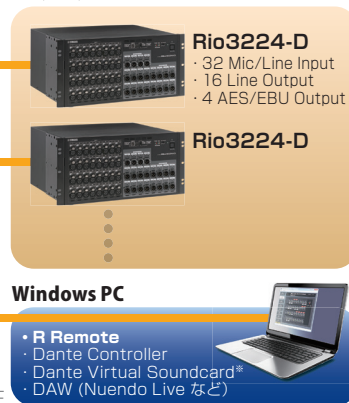 Rio3224-D
· 32 Mic/Line Input
· 16 Line Output
· 4 AES/EBU Output
Rio3224-D
Windows PC
• R Remote
· Dante Controller
· Dante Virtual Soundcard※
· DAW (Nuendo Live など)